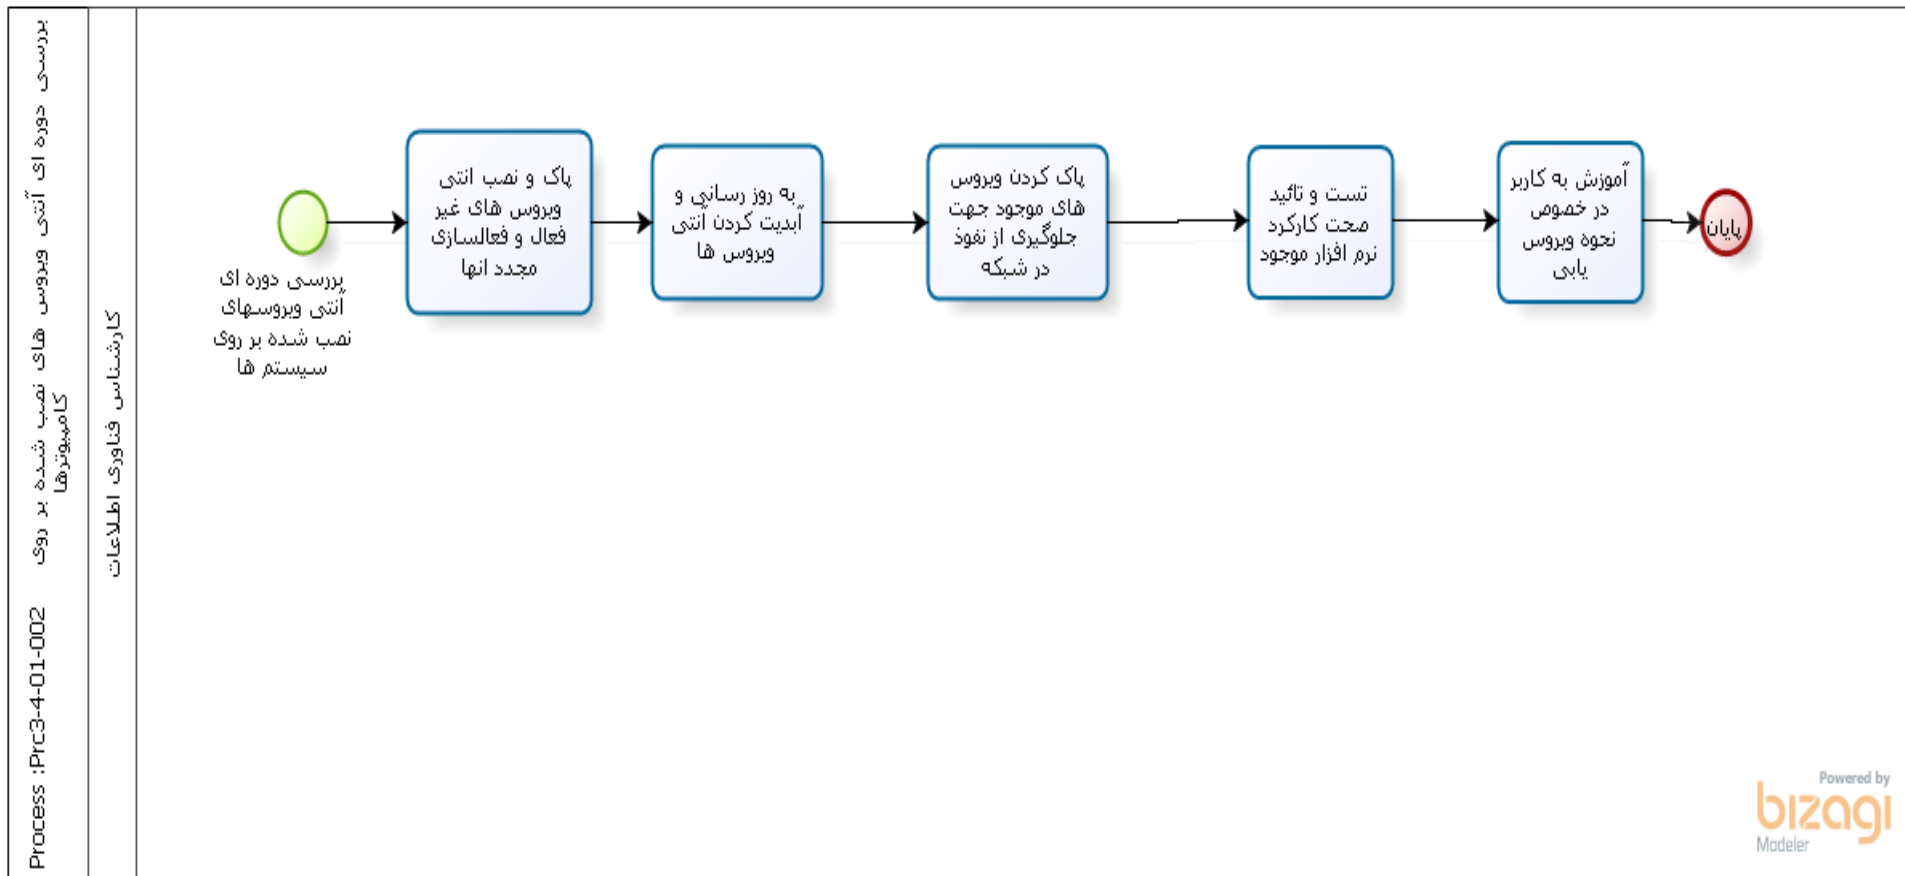 Process :Prc3-4-01-002 بررسی دوره ای آنتی ویروس های نصب شده بر روی
کامپیوترها
کارشناس فناوری اطلاعات
بررسی دوره ای
انتی ویروسهای
نصب شده بر روی
سیستم ها
پاک و نصب انتی
ویروس های غیر
فعال و فعالسازی
مجدد انها
به روز رسانی و
آبدیت کردن آنتی
ویروس ها
پاک کردن ویروس
های موجود جهت
جلوگیری از نفوذ
در شبکه
تست و تائید
صحت کارکرد
نرم افزار موجود
آموزش به کاربر
در خصوص
نحوه ویروس
یابی
پایان
Powered by
bizagi
Modeler